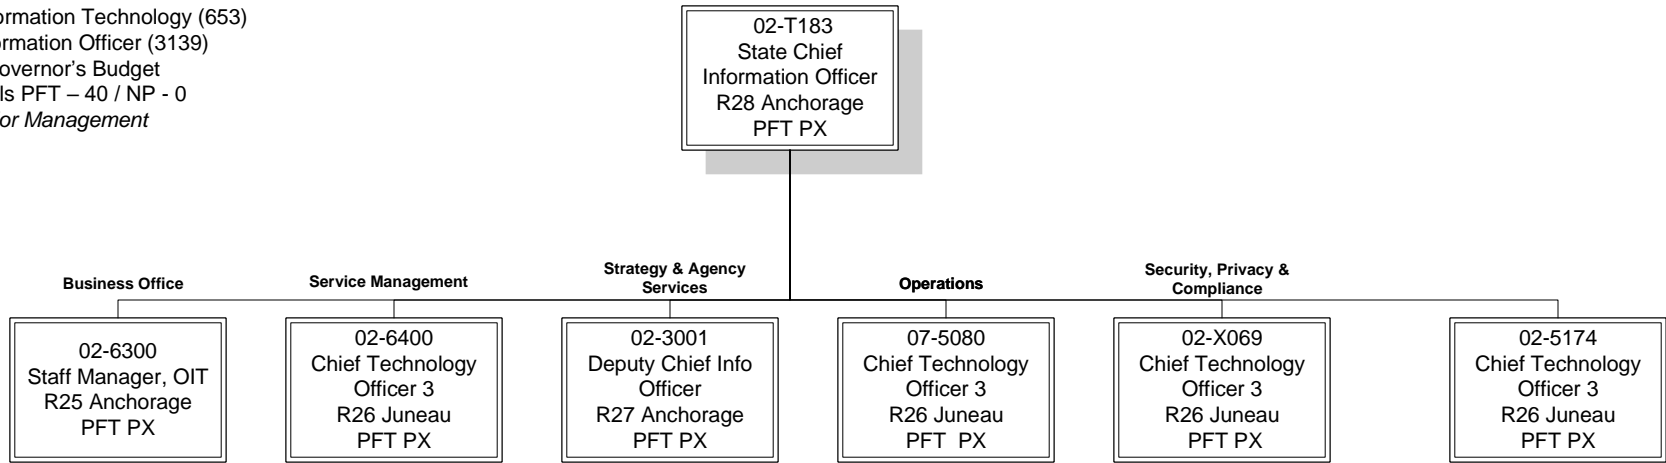 ormation Technology (653)
ormation Officer (3139)
overnor's Budget
ls PFT – 40 / NP - 0
or Management
02-T183
State Chief
Information Officer
R28 Anchorage
PFT PX
Business Office
Service Management
Strategy & Agency
Services
Operations
Security, Privacy &
Compliance
02-6300
Staff Manager, OIT
R25 Anchorage
PFT PX
02-6400
Chief Technology
Officer 3
R26 Juneau
PFT PX
02-3001
Deputy Chief Info
Officer
R27 Anchorage
PFT PX
07-5080
Chief Technology
Officer 3
R26 Juneau
PFT  PX
02-X069
Chief Technology
Officer 3
R26 Juneau
PFT PX
02-5174
Chief Technology
Officer 3
R26 Juneau
PFT PX